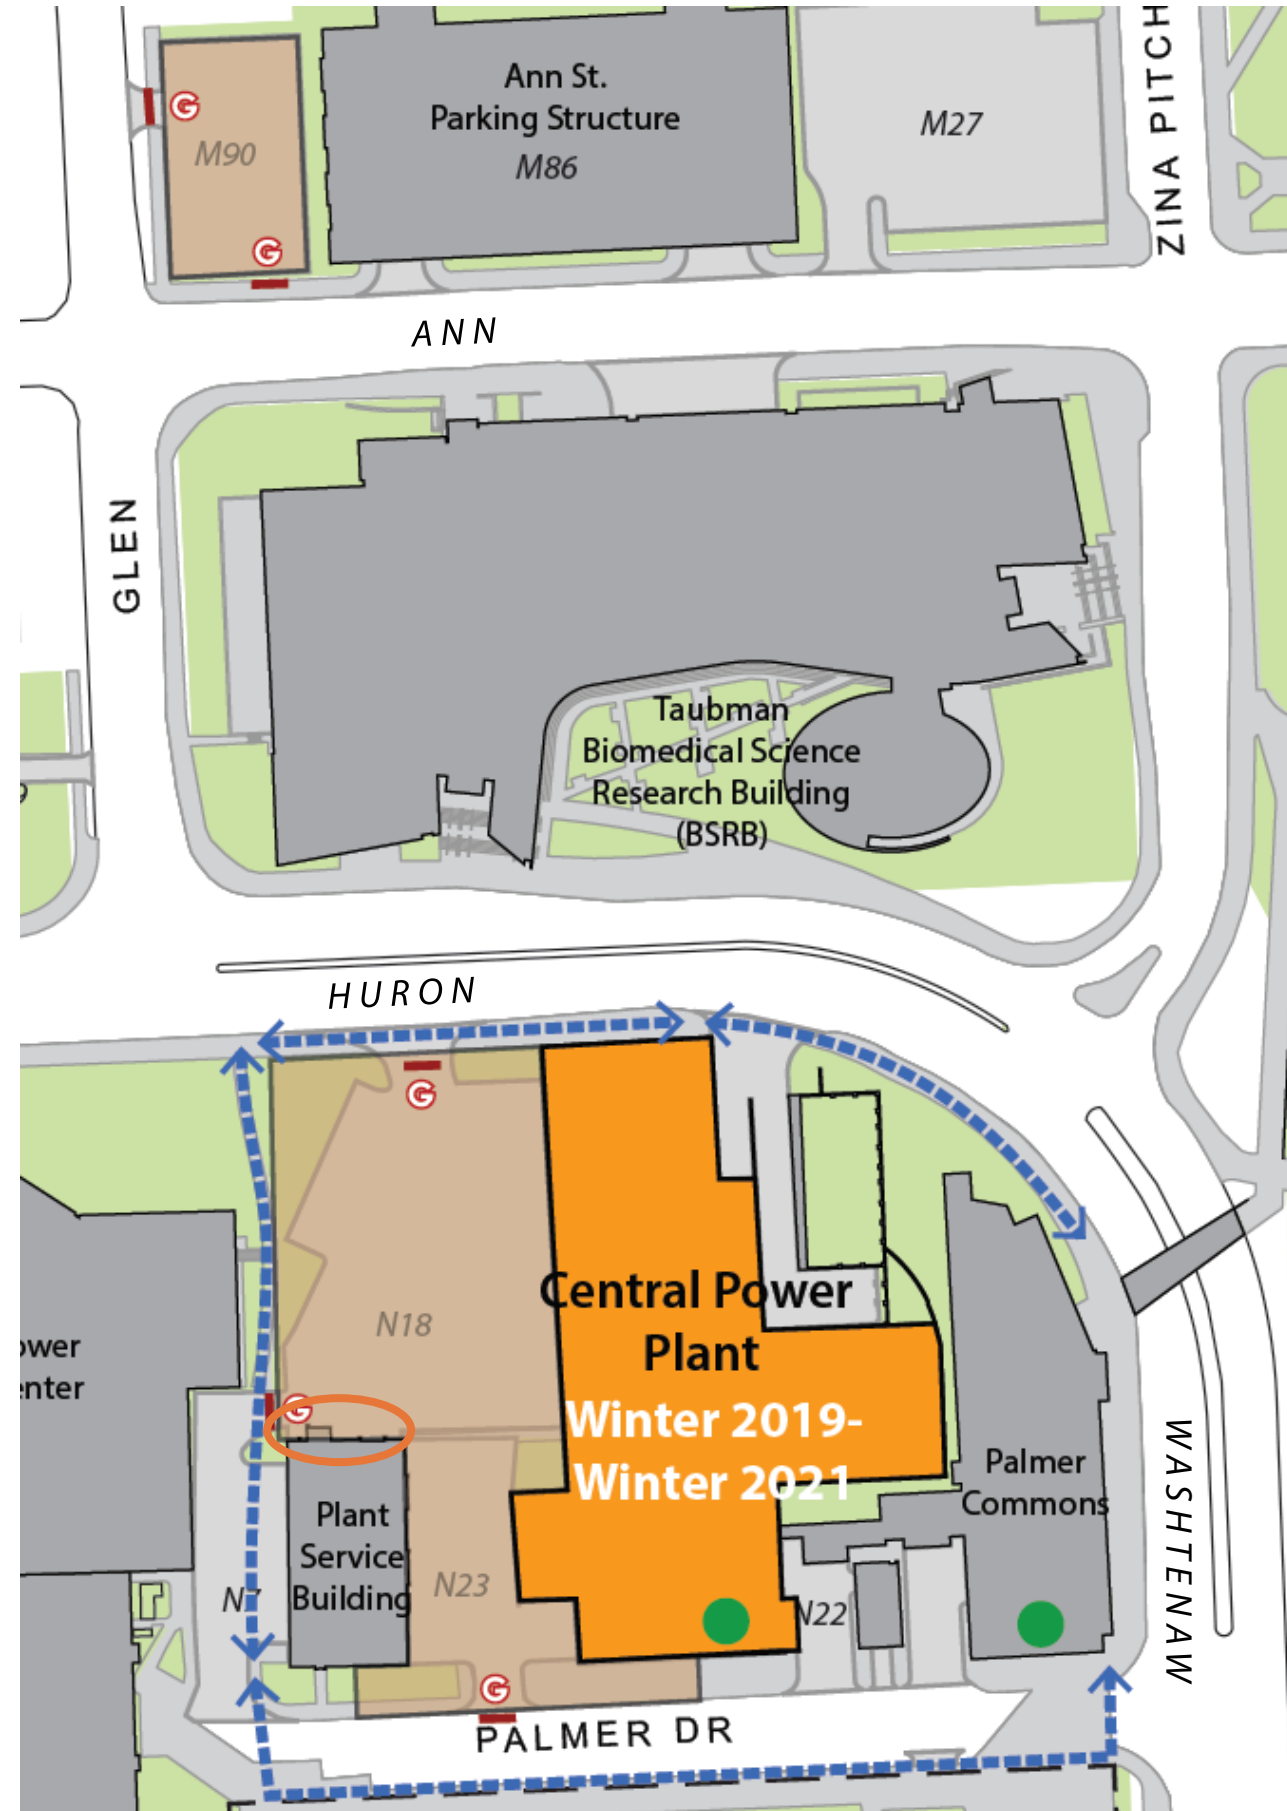 Ann St.
Parking Structure
M86
M27
ZINA PITCH
G
M90
G
ANN
GLEN
Taubman
Biomedical Science
Research Building
(BSRB)
HURON
G
Central Power
Plant
Winter 2019-
Winter 2021
N18
ower
enter
G
Palmer
Commons
WASHTENAW
Plant
Service
Building
N7
N23
N22
G
PALMER DR